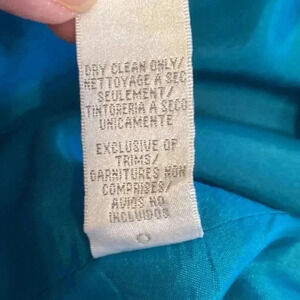 DRY CLEAN ONLY/
NETTOYAGE A SEC
SEULEMENT/
TINTORERIA A SECO
UNICAMENTE
EXCLUSIVE OF
TRIMS/
GARNITURES NON
COMPRISES/
AVIOS NO
INCLUIDOS